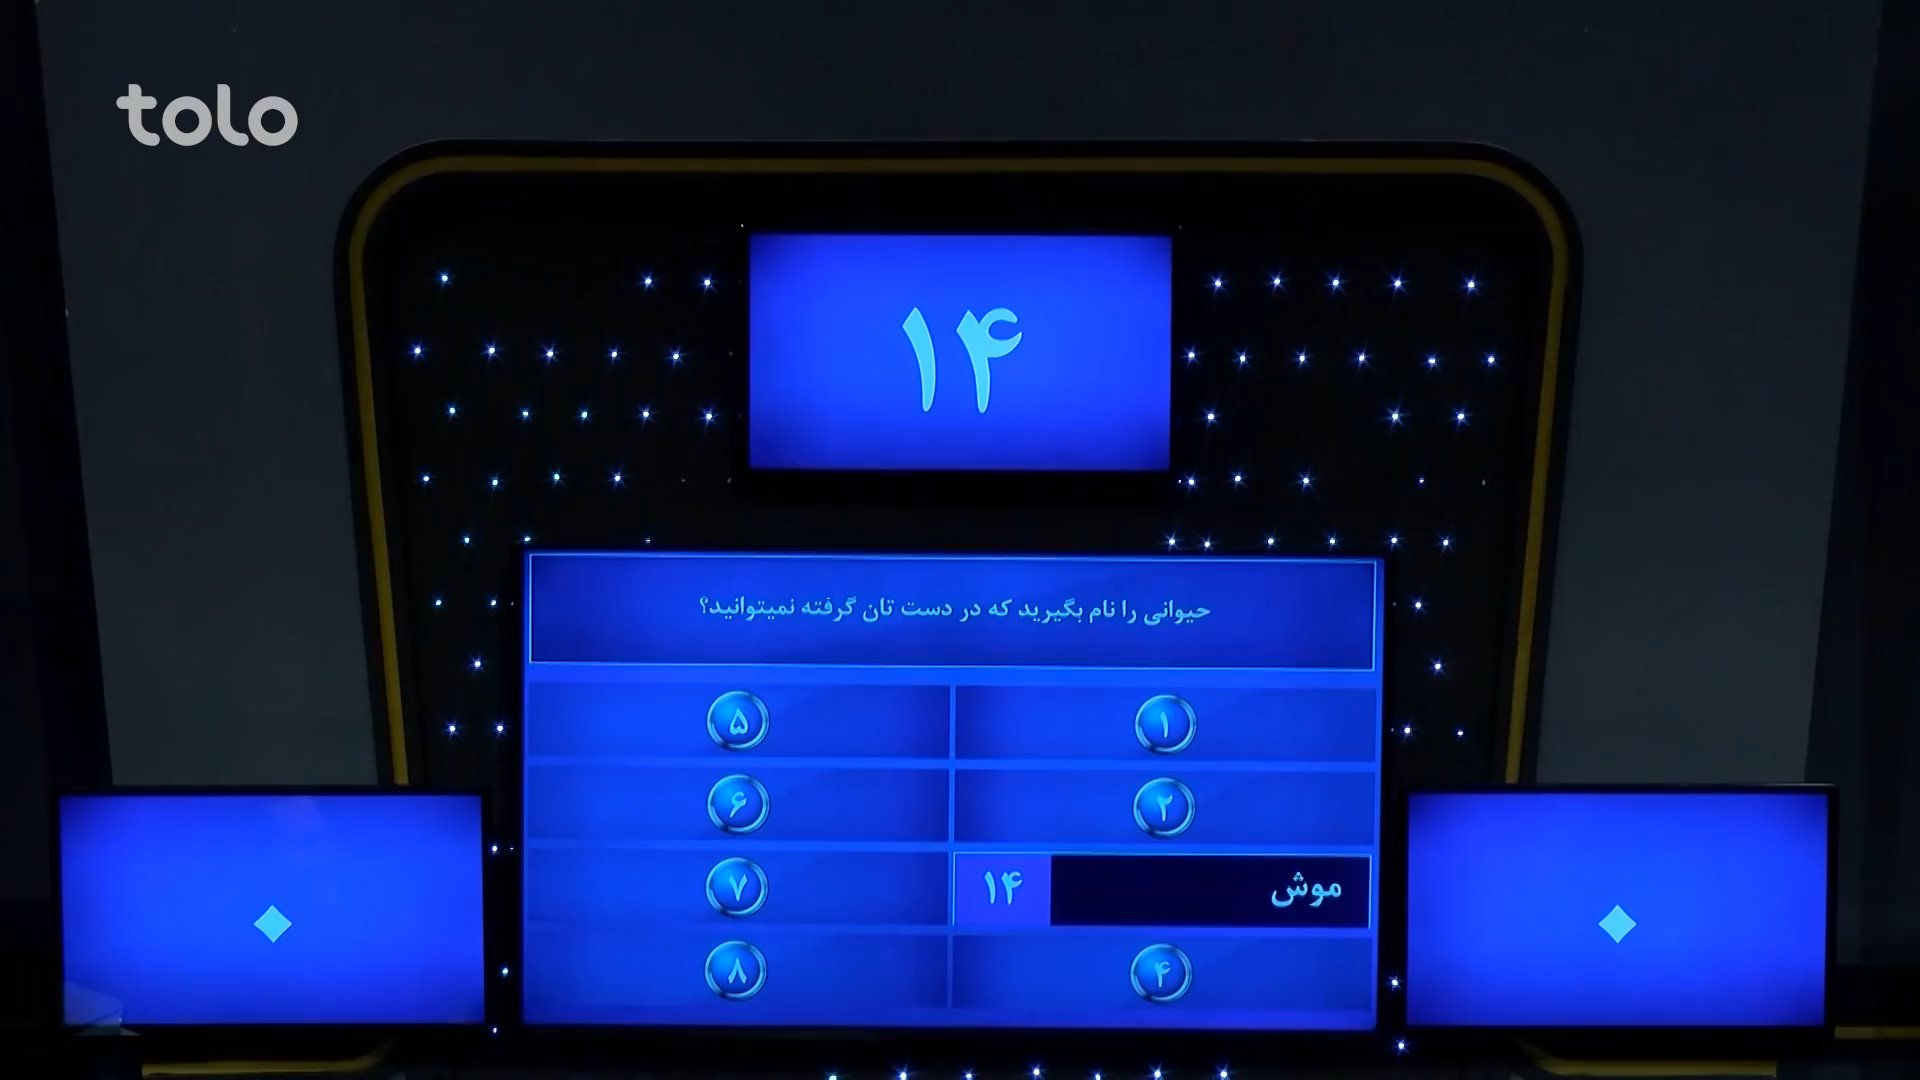 tolo
۱۴
حیوانی را نام بگیرید که در دست تان گرفته نمیتوانید؟
۱
۵
۲
۶
موش ۱۴
۷
۴
۸